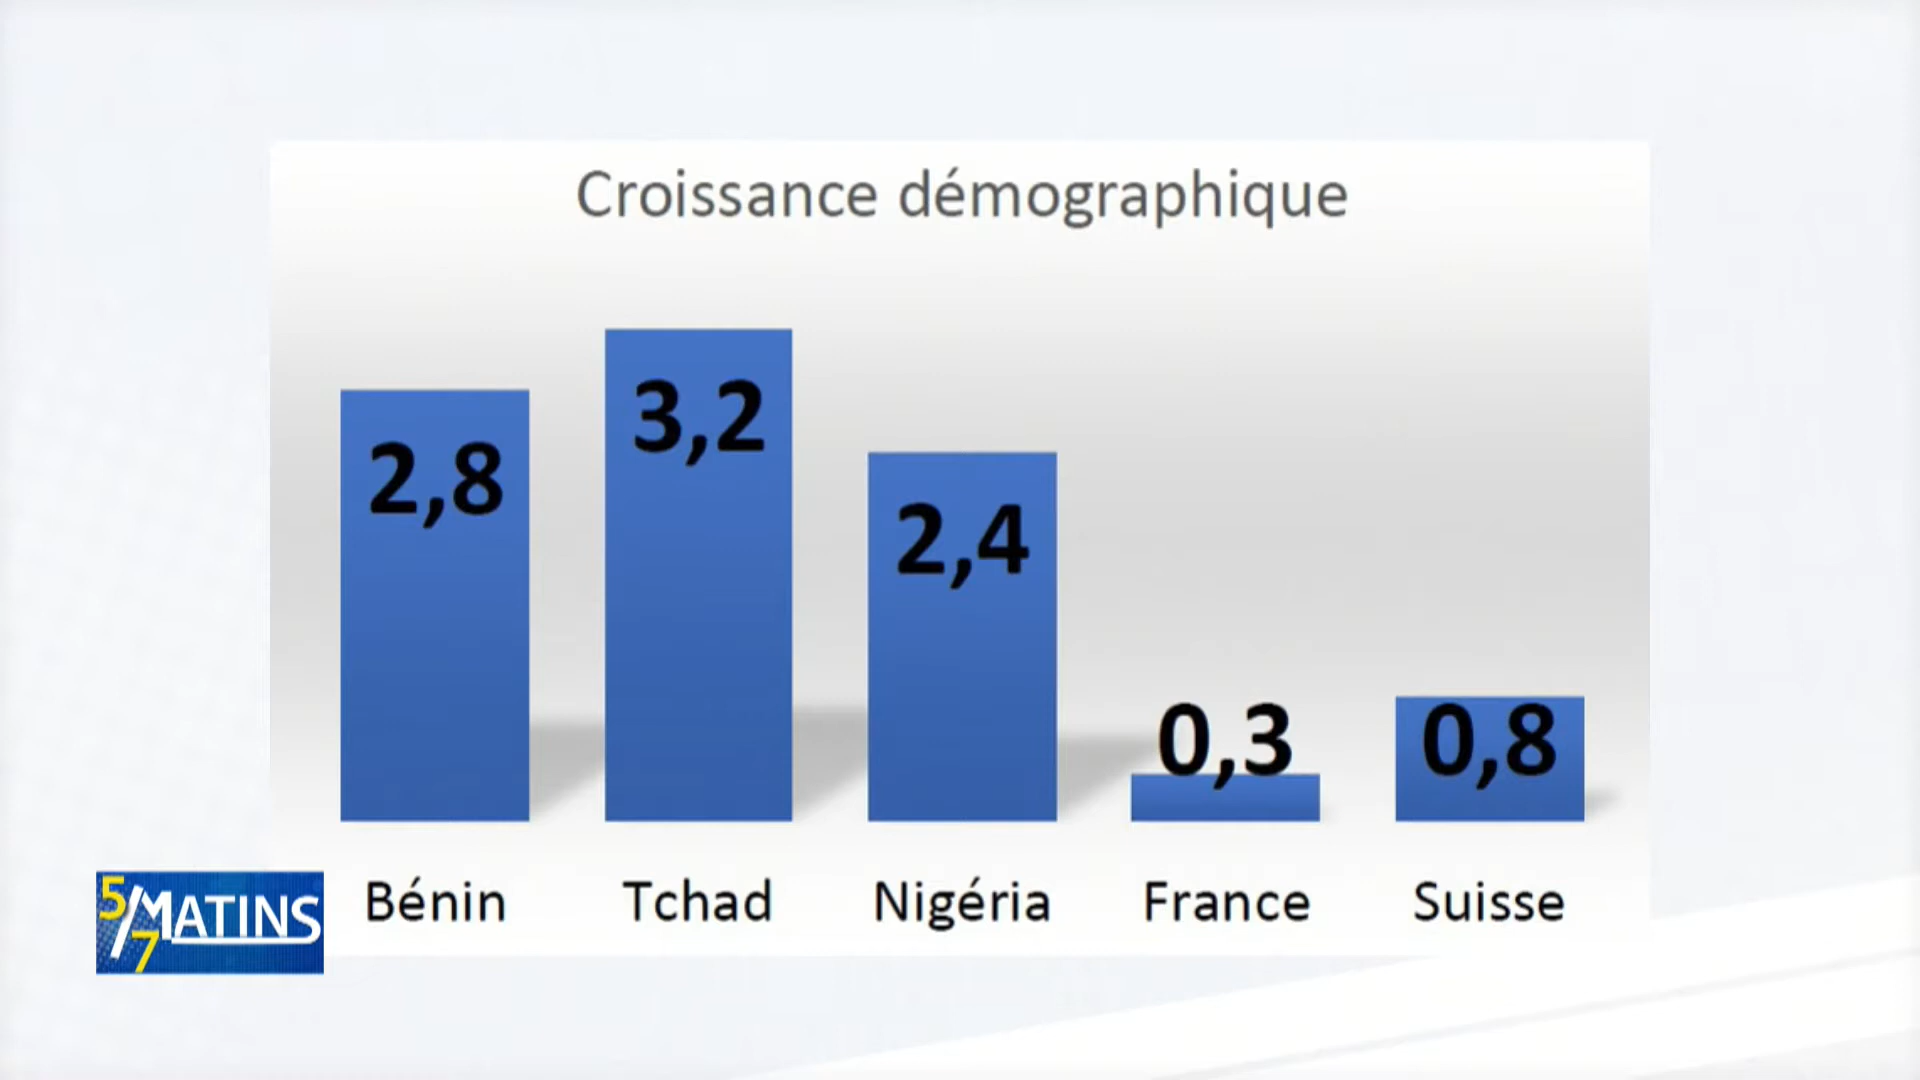 Croissance démographique
2,8
3,2
2,4
0,3
0,8
Bénin
Tchad
Nigéria
France
Suisse
5/7 MATINS